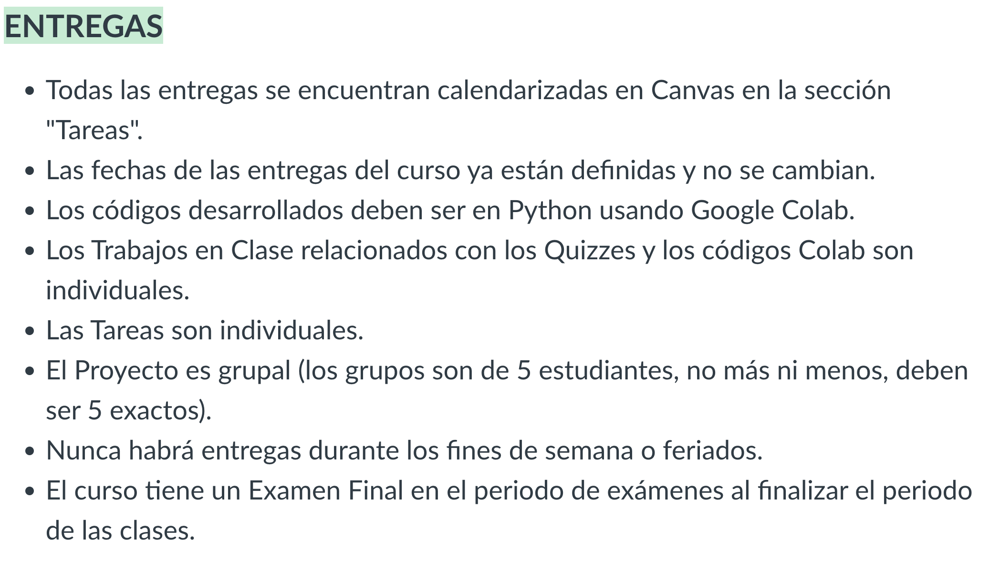 ENTREGAS
• Todas las entregas se encuentran calendarizadas en Canvas en la sección
"Tareas".
• Las fechas de las entregas del curso ya están definidas y no se cambian.
• Los códigos desarrollados deben ser en Python usando Google Colab.
• Los Trabajos en Clase relacionados con los Quizzes y los códigos Colab son
individuales.
• Las Tareas son individuales.
• El Proyecto es grupal (los grupos son de 5 estudiantes, no más ni menos, deben
ser 5 exactos).
• Nunca habrá entregas durante los fines de semana o feriados.
• El curso tiene un Examen Final en el periodo de exámenes al finalizar el periodo
de las clases.